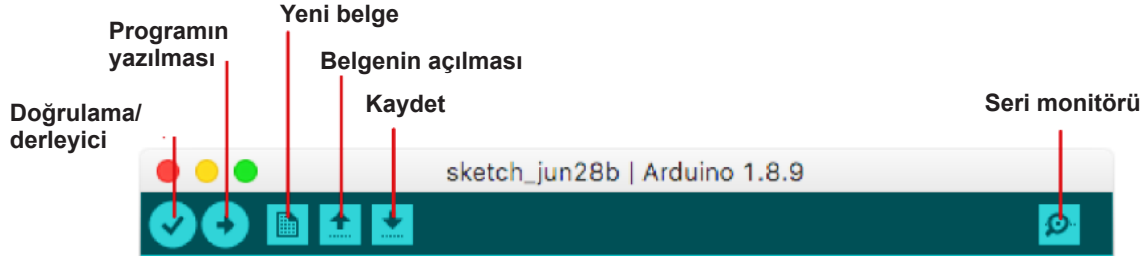 Yeni belge
Programın
yazılması
Belgenin açılması
Kaydet
Seri monitörü
Doğrulama/
derleyici
sketch_jun28b | Arduino 1.8.9